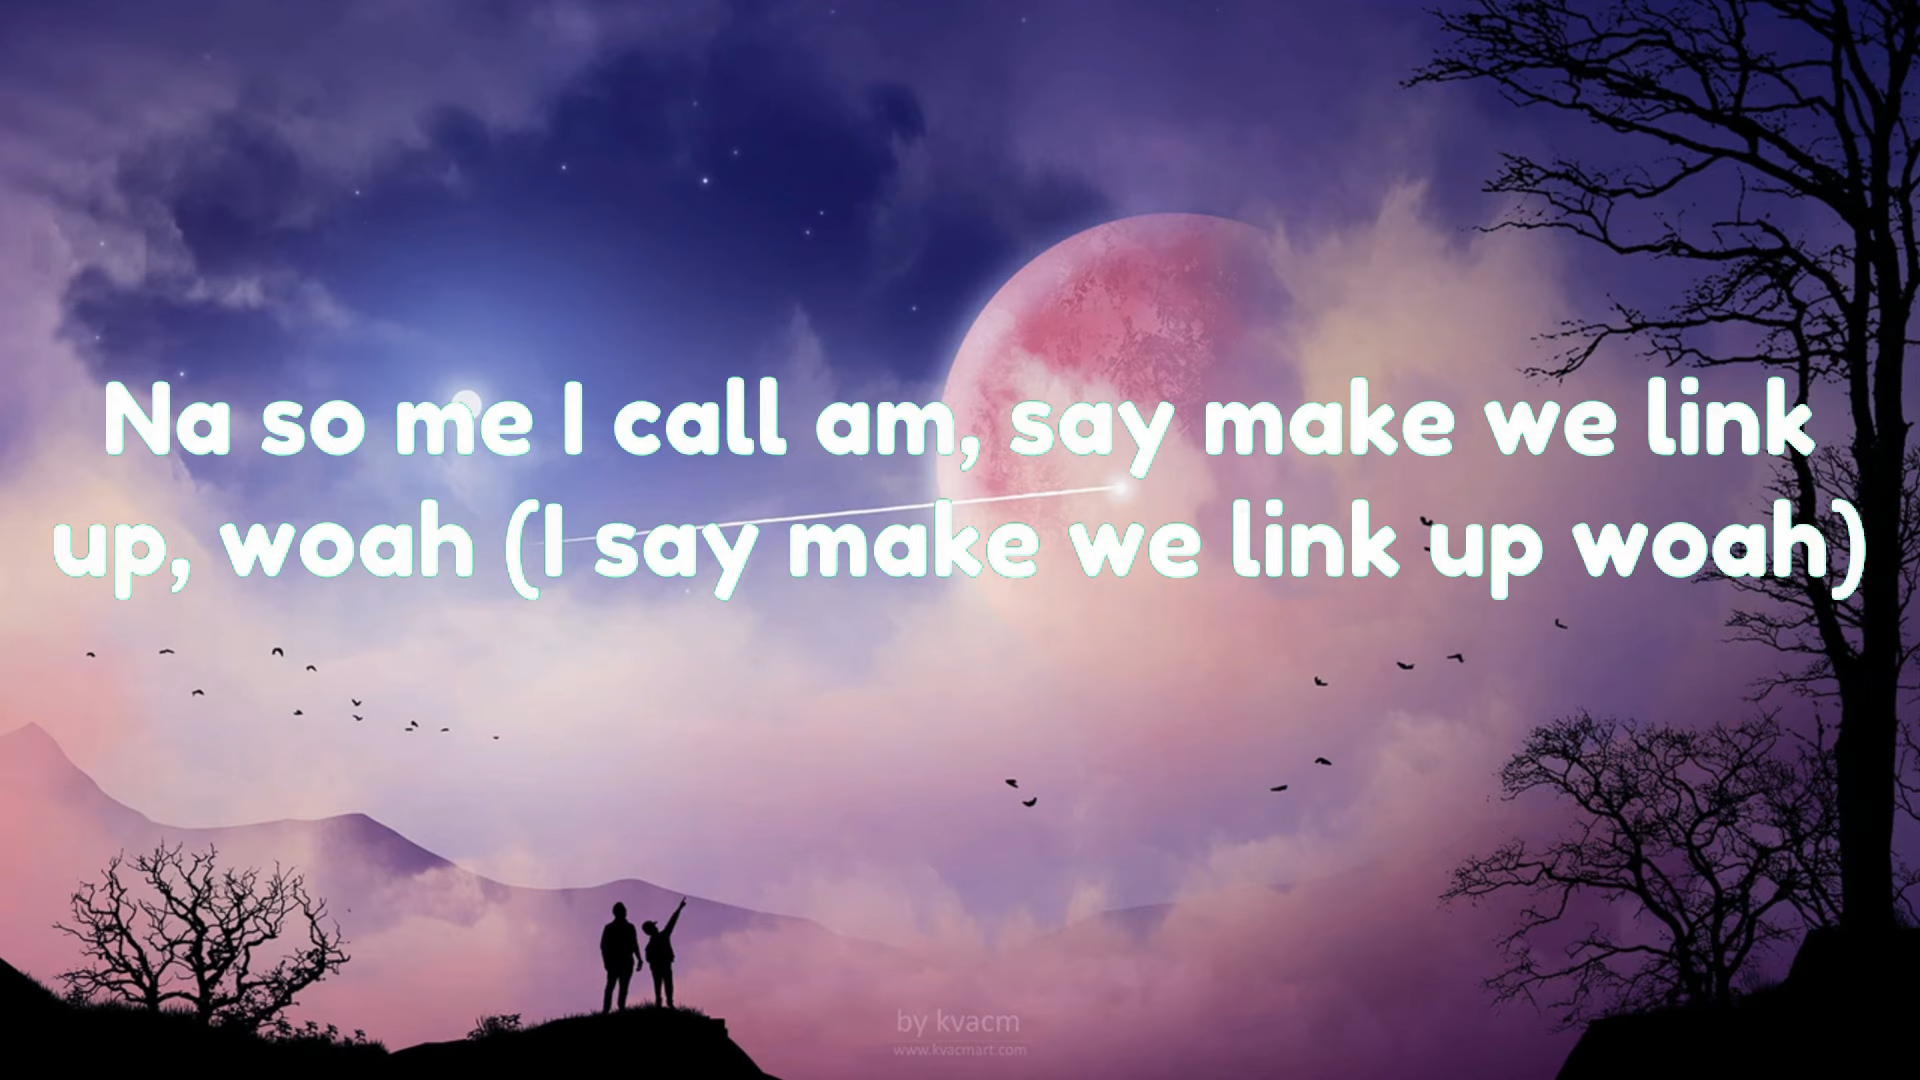 Na so me I call am, say make we link
up, woah (I say make we link up woah)
by kvacm
www.kvacmart.com